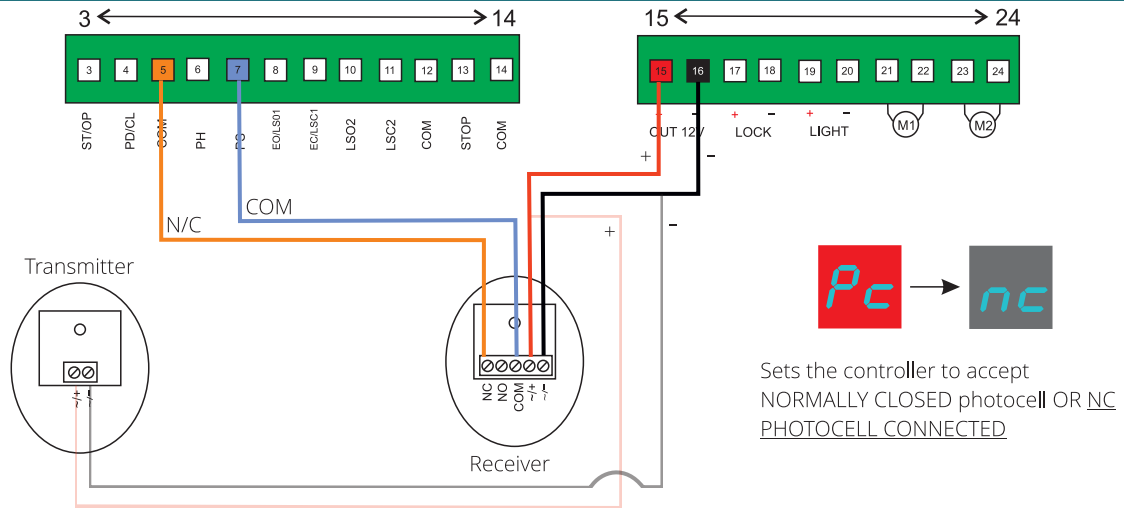 3 14 15 24
3 4 5 6 7 8 9 10 11 12 13 14
15 16 17 18 19 20 21 22 23 24
ST/OP PD/CL COM PH PG EO/LS01 EC/LSC1 LSO2 LSC2 COM STOP COM
+ - + - + -
OUT 12V LOCK LIGHT M1 M2
+ -
COM
N/C
+ -
Transmitter
~/+ ~/-
NC NO COM ~/+ ~/-
Receiver
Pc nc
Sets the controller to accept
NORMALLY CLOSED photocell OR NC
PHOTOCELL CONNECTED